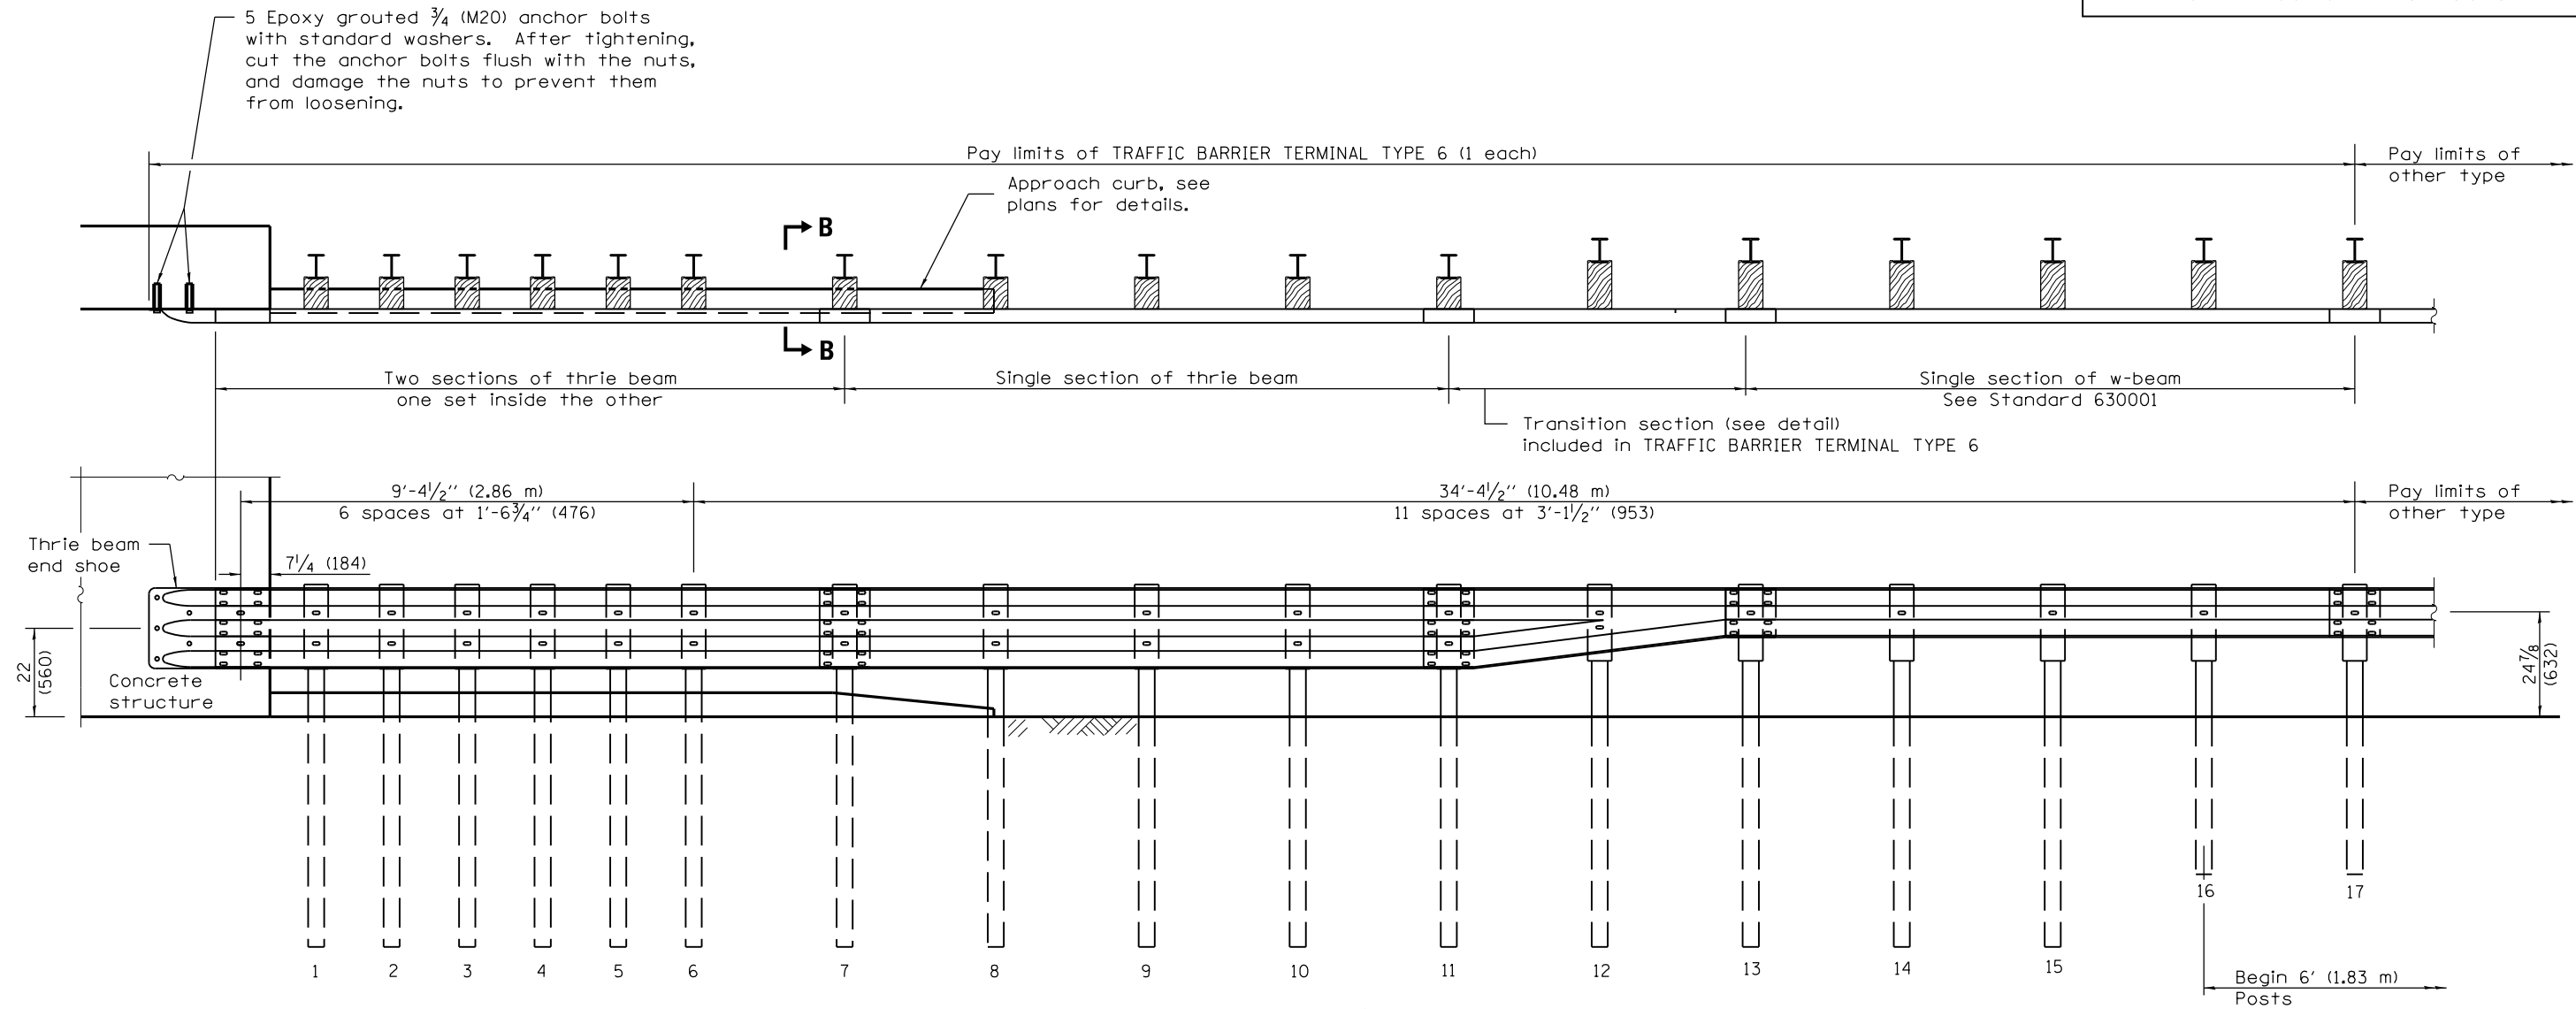 5 Epoxy grouted ¾ (M20) anchor bolts
with standard washers. After tightening,
cut the anchor bolts flush with the nuts,
and damage the nuts to prevent them
from loosening.
Pay limits of TRAFFIC BARRIER TERMINAL TYPE 6 (1 each)
Pay limits of
other type
Approach curb, see
plans for details.
B
B
Two sections of thrie beam
one set inside the other
Single section of thrie beam
Single section of w-beam
See Standard 630001
Transition section (see detail)
included in TRAFFIC BARRIER TERMINAL TYPE 6
9'-4½'' (2.86 m)
6 spaces at 1'-6¾'' (476)
34'-4½'' (10.48 m)
11 spaces at 3'-1½'' (953)
Pay limits of
other type
Thrie beam
end shoe
7¼ (184)
22
(560)
Concrete
structure
24⅞
(632)
16
17
1 2 3 4 5 6 7 8 9 10 11 12 13 14 15
Begin 6' (1.83 m)
Posts